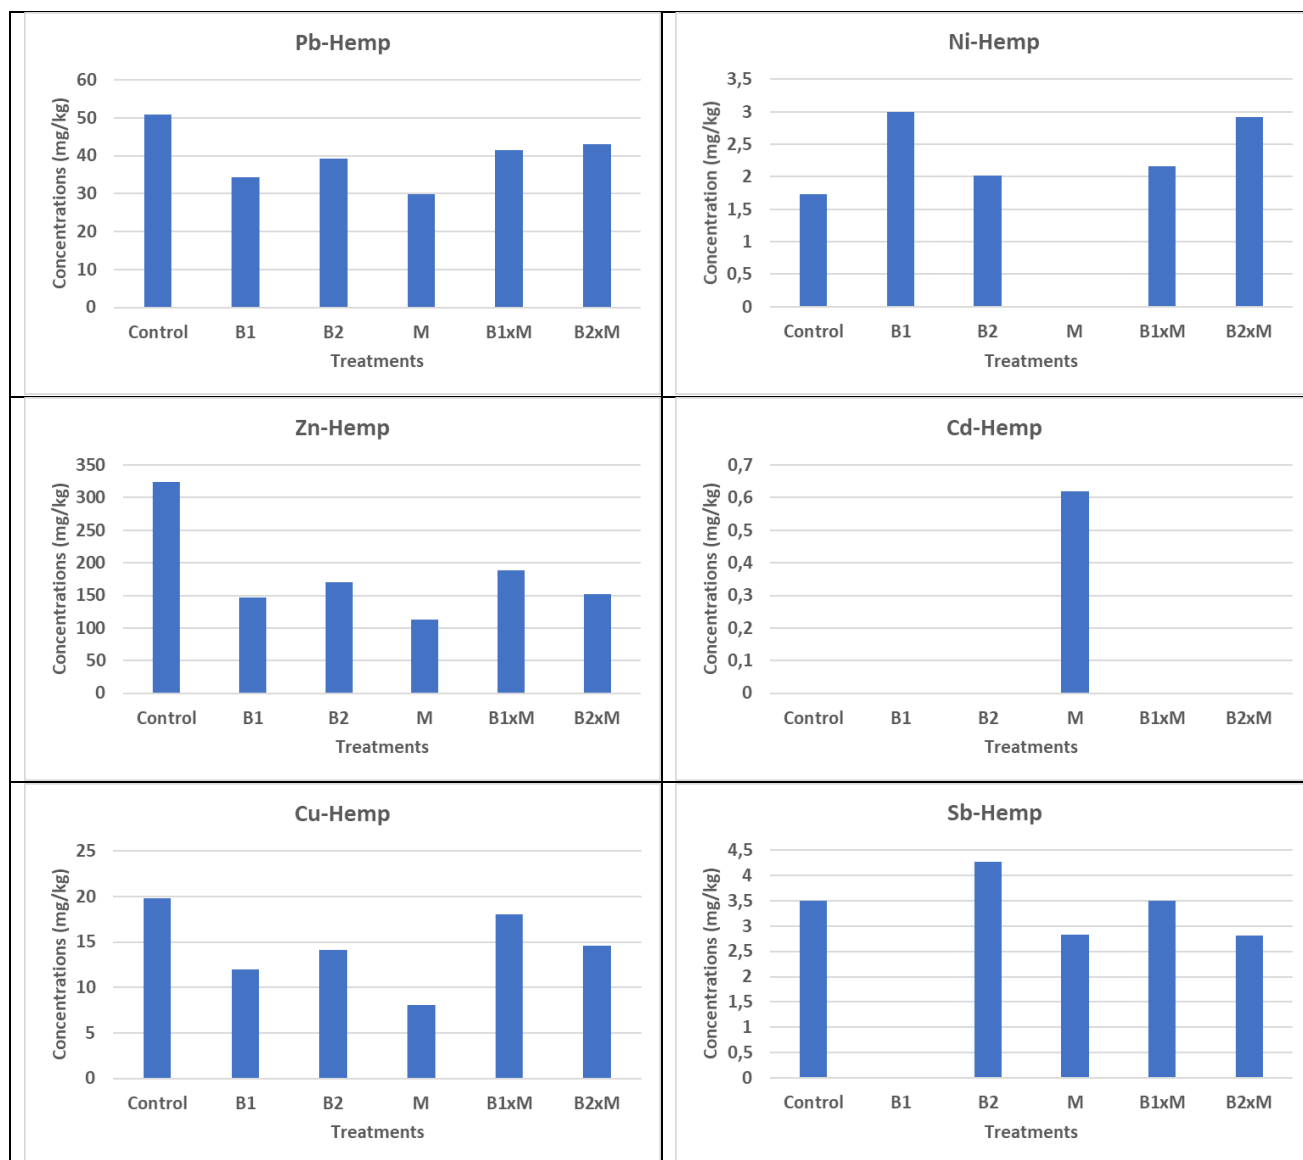 Pb-Hemp
Concentrations (mg/kg)
60
50
40
30
20
10
0
Control B1 B2 M B1xM B2xM
Treatments
Ni-Hemp
Concentration (mg/kg)
3,5
3
2,5
2
1,5
1
0,5
0
Control B1 B2 M B1xM B2xM
Treatments
Zn-Hemp
Concentrations (mg/kg)
350
300
250
200
150
100
50
0
Control B1 B2 M B1xM B2xM
Treatments
Cd-Hemp
Concentrations (mg/kg)
0,7
0,6
0,5
0,4
0,3
0,2
0,1
0
Control B1 B2 M B1xM B2xM
Treatments
Cu-Hemp
Concentrations (mg/kg)
25
20
15
10
5
0
Control B1 B2 M B1xM B2xM
Treatments
Sb-Hemp
Concentrations (mg/kg)
4,5
4
3,5
3
2,5
2
1,5
1
0,5
0
Control B1 B2 M B1xM B2xM
Treatments